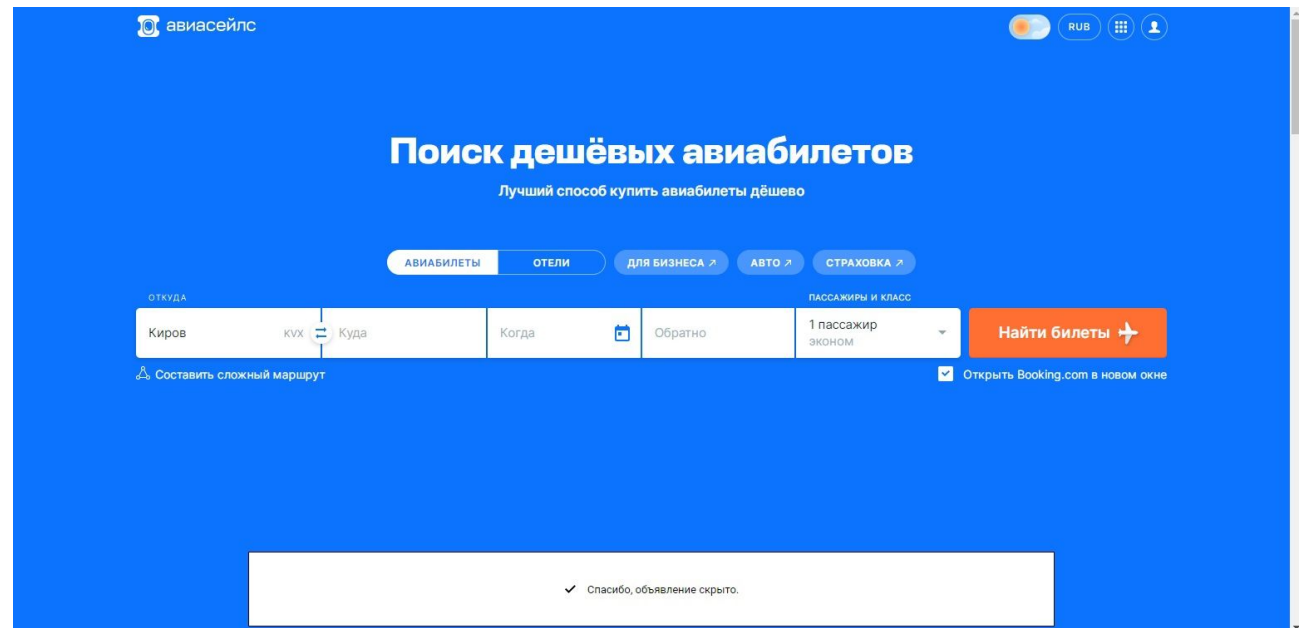 авиасейлс
RUB
Поиск дешёвых авиабилетов
Лучший способ купить авиабилеты дёшево
АВИАБИЛЕТЫ ОТЕЛИ ДЛЯ БИЗНЕСА ↗ АВТО ↗ СТРАХОВКА ↗
ОТКУДА ПАССАЖИРЫ И КЛАСС
Киров KVX Куда Когда Обратно 1 пассажир Найти билеты
эконом
Составить сложный маршрут Открыть Booking.com в новом окне
Спасибо, объявление скрыто.